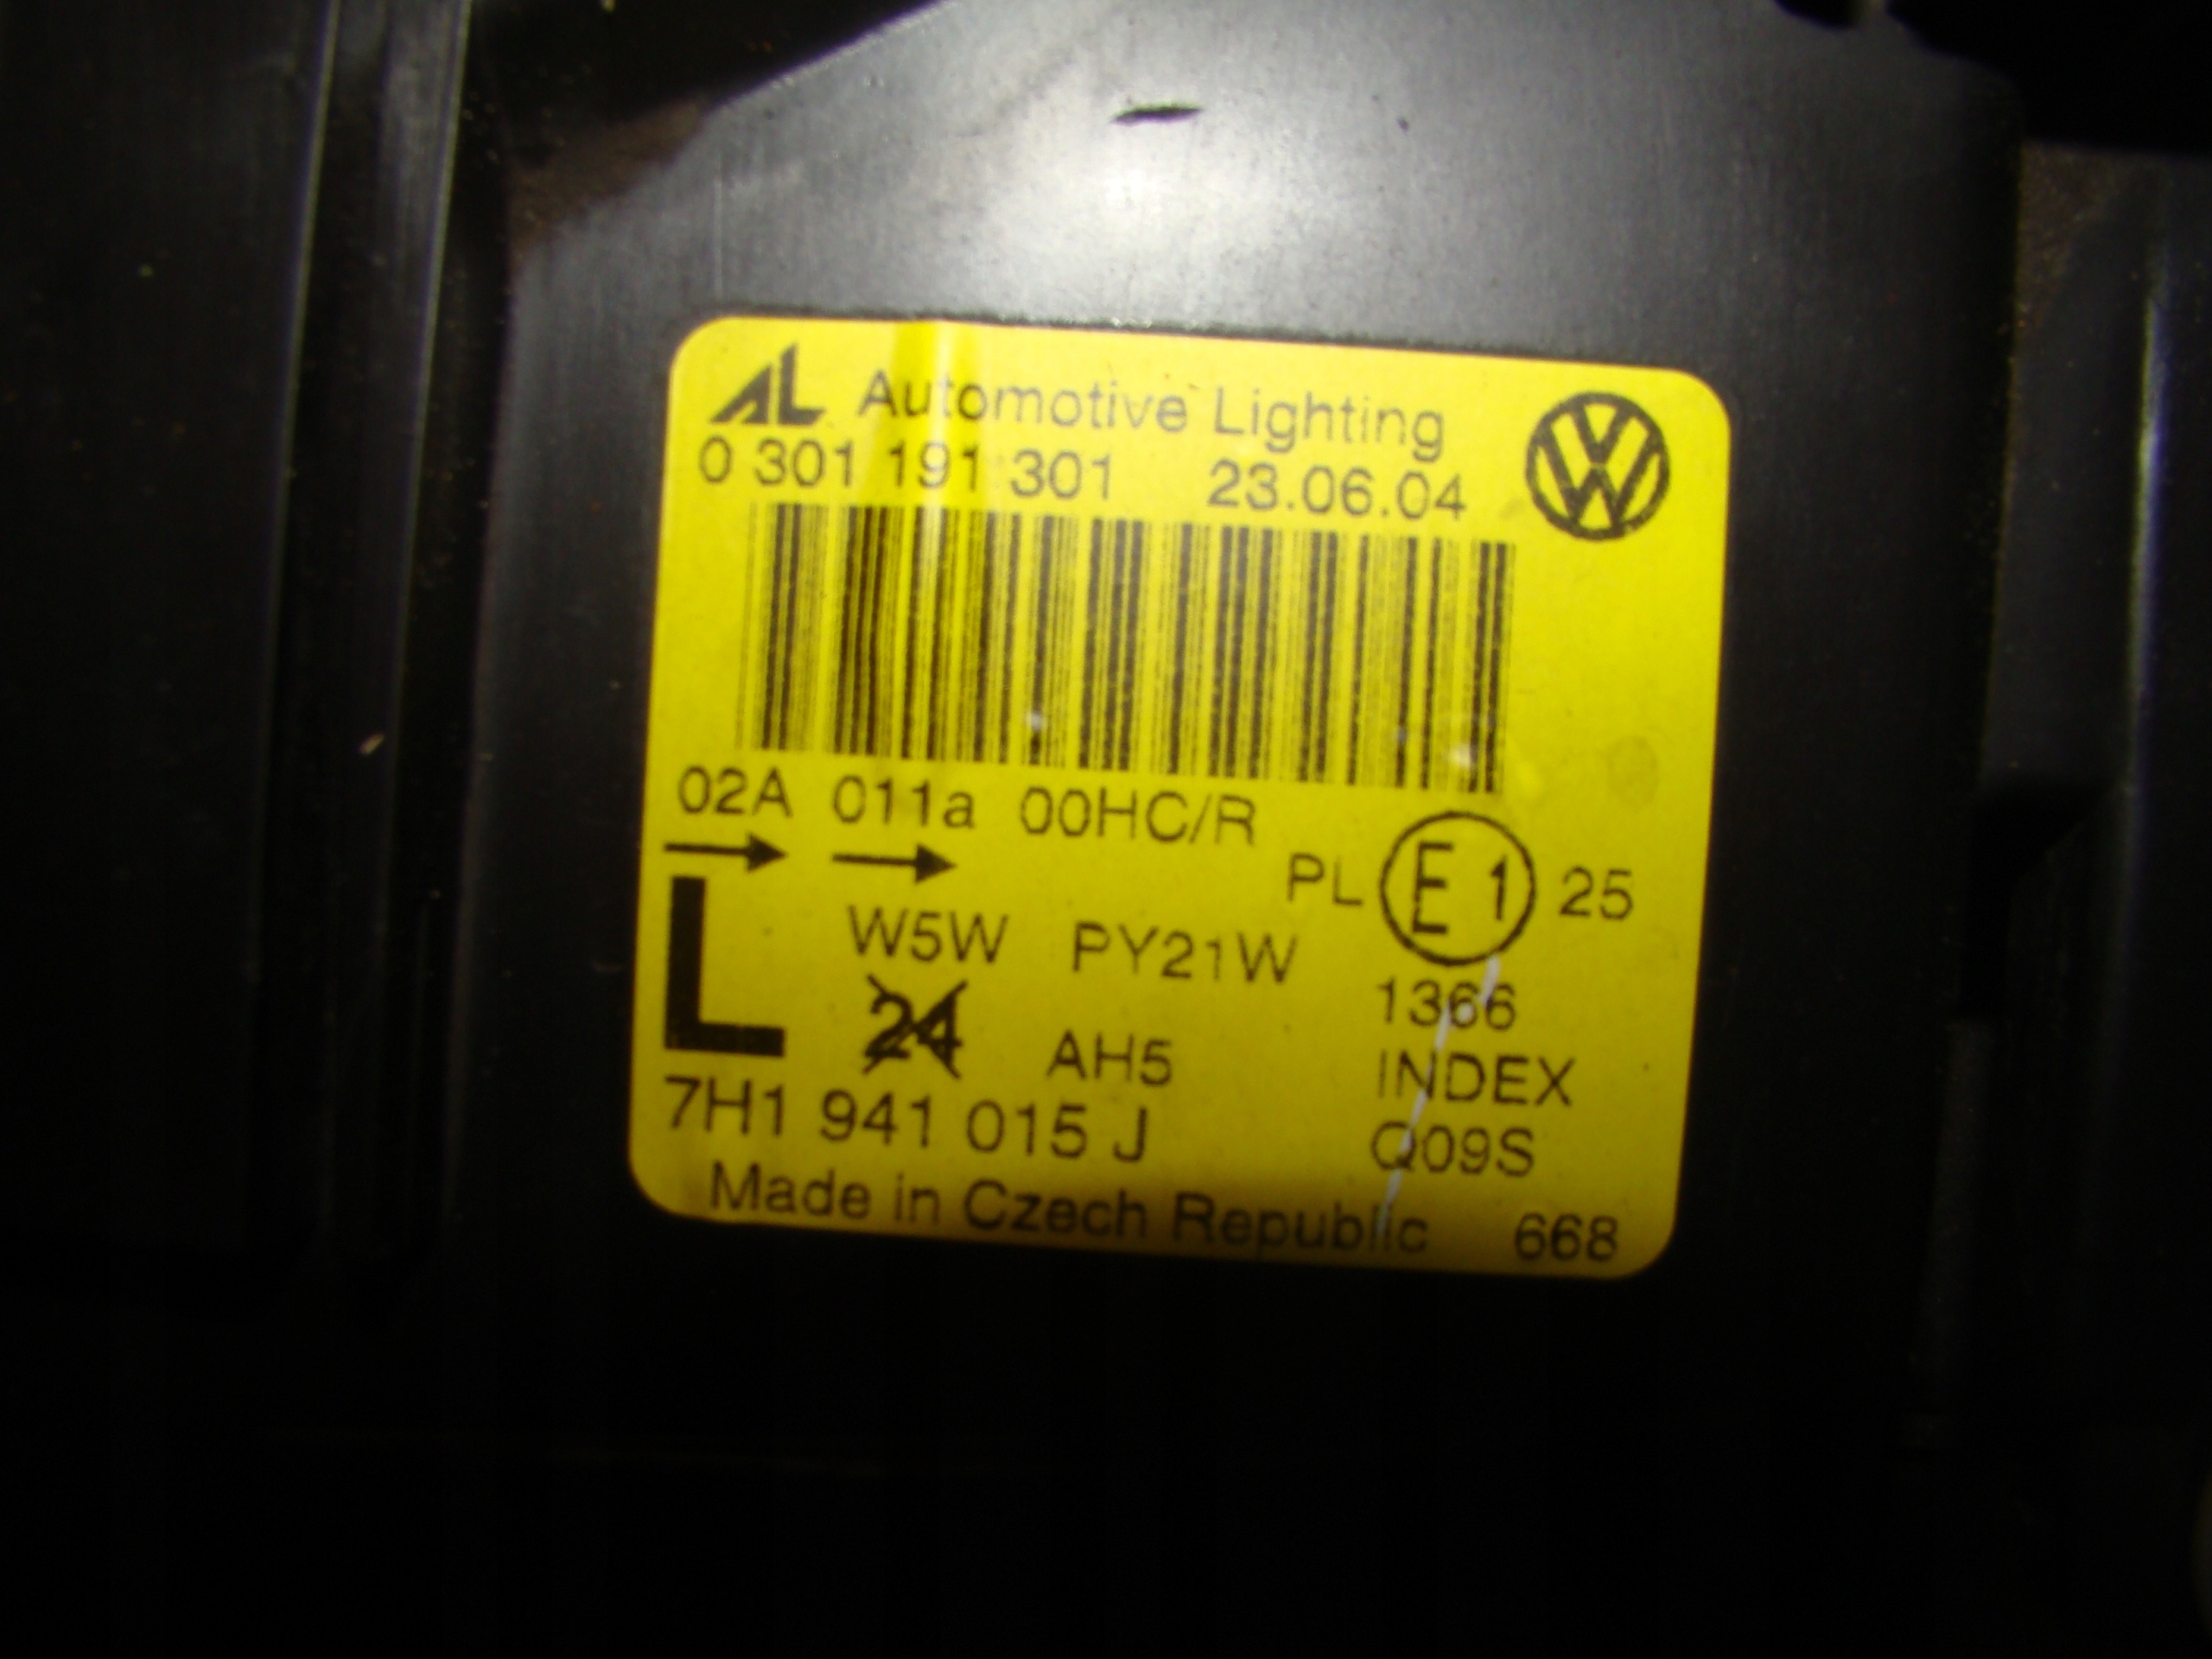 AL Automotive Lighting
0 301 191 301 23.06.04
02A 011a 00HC/R
PL E1 25
L
W5W PY21W
1366
24 AH5
INDEX
7H1 941 015 J
Q09S
Made in Czech Republic 668